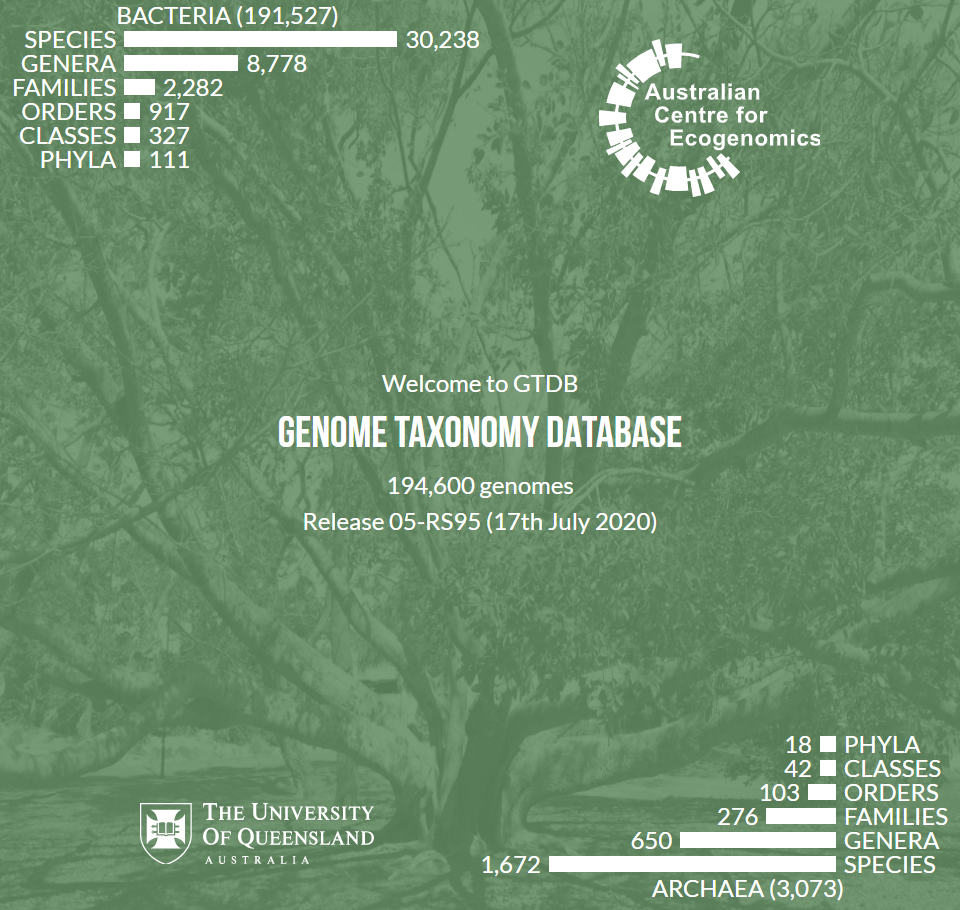 BACTERIA (191,527)
SPECIES 30,238
GENERA 8,778
FAMILIES 2,282
ORDERS 917
CLASSES 327
PHYLA 111
Australian
Centre for
Ecogenomics
Welcome to GTDB
GENOME TAXONOMY DATABASE
194,600 genomes
Release 05-RS95 (17th July 2020)
18 PHYLA
42 CLASSES
103 ORDERS
276 FAMILIES
650 GENERA
1,672 SPECIES
ARCHAEA (3,073)
THE UNIVERSITY
OF QUEENSLAND
AUSTRALIA